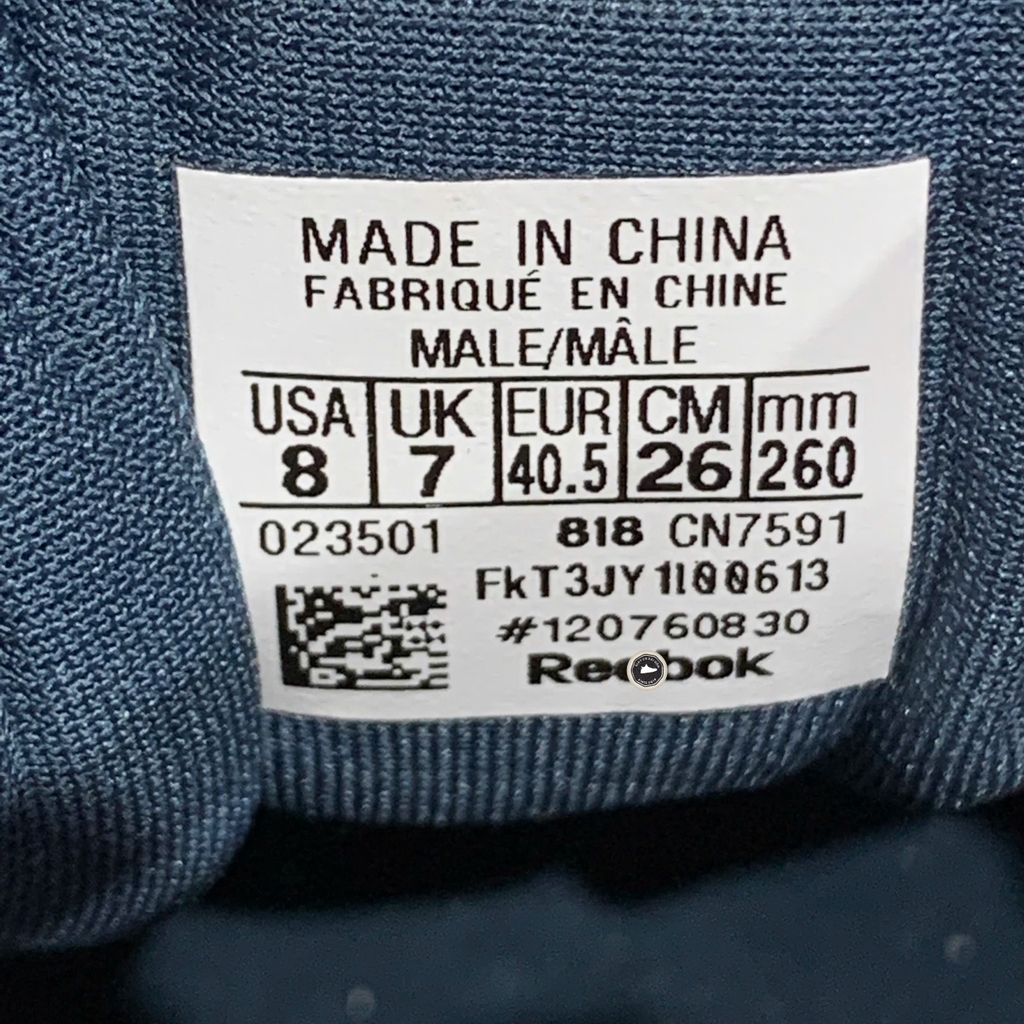 MADE IN CHINA
FABRIQUÉ EN CHINE
MALE/MÂLE
USA UK EUR CM mm
8 7 40.5 26 260
023501 818 CN7591
#120760830
Reebok